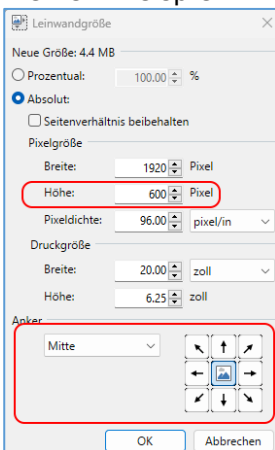 Leinwandgröße
Neue Größe: 4.4 MB
Prozentual: 100.00 %
Absolut:
Seitenverhältnis beibehalten
Pixelgröße
Breite: 1920 Pixel
Höhe: 600 Pixel
Pixeldichte: 96.00 pixel/in
Druckgröße
Breite: 20.00 zoll
Höhe: 6.25 zoll
Anker
Mitte
OK Abbrechen